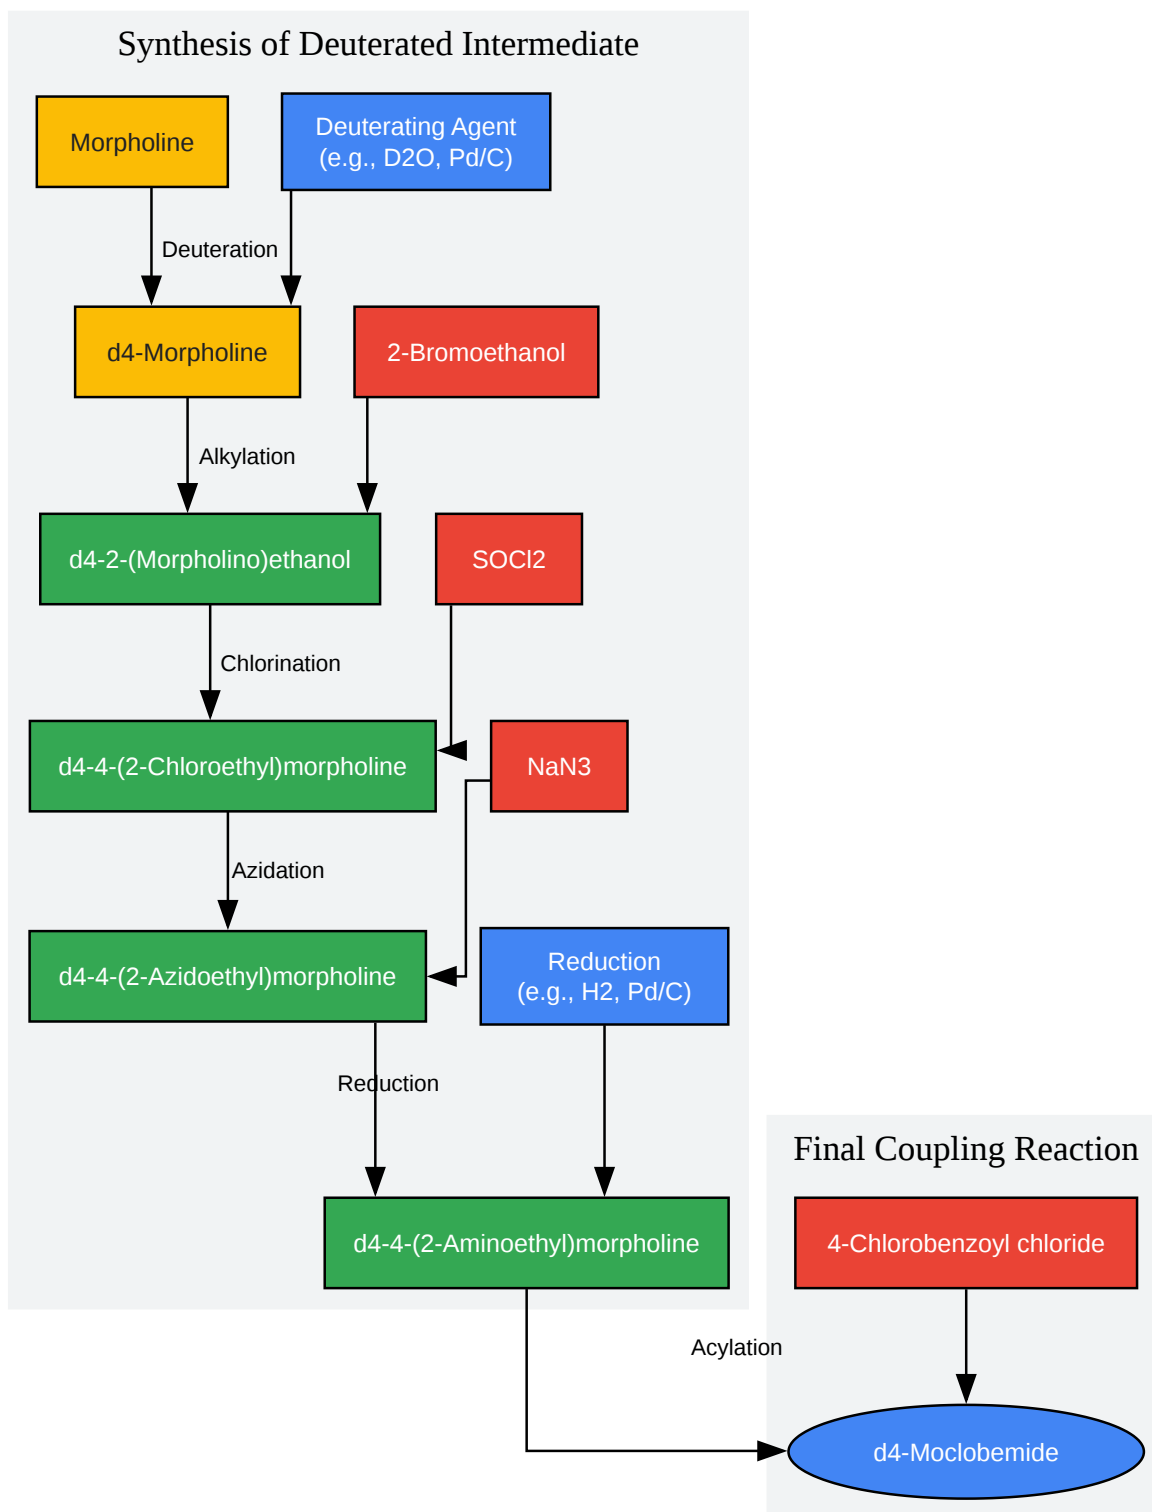 Synthesis of Deuterated Intermediate
Morpholine
Deuterating Agent
(e.g., D2O, Pd/C)
Deuteration
d4-Morpholine
2-Bromoethanol
Alkylation
d4-2-(Morpholino)ethanol
SOCl2
Chlorination
d4-4-(2-Chloroethyl)morpholine
NaN3
Azidation
d4-4-(2-Azidoethyl)morpholine
Reduction
(e.g., H2, Pd/C)
Reduction
d4-4-(2-Aminoethyl)morpholine
Final Coupling Reaction
4-Chlorobenzoyl chloride
Acylation
d4-Moclobemide